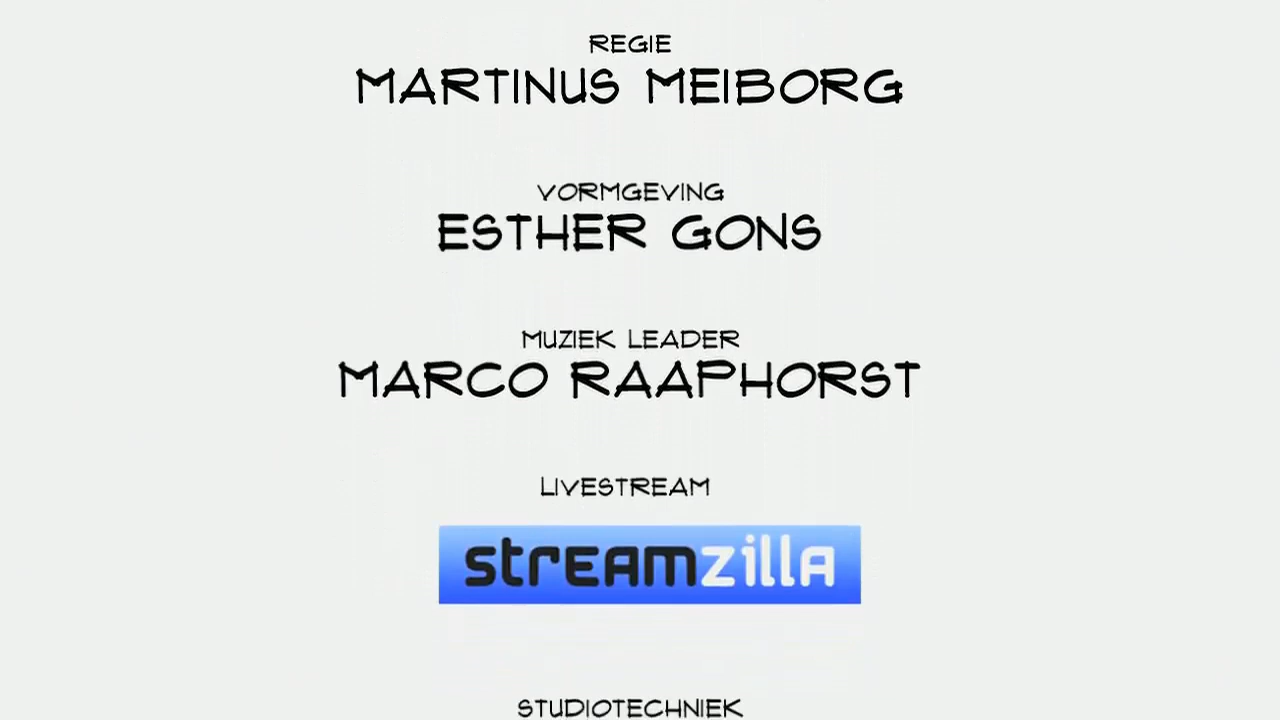 REGIE
MARTINUS MEIBORG
VORMGEVING
ESTHER GONS
MUZIEK LEADER
MARCO RAAPHORST
LIVESTREAM
streamzilla
STUDIOTECHNIEK